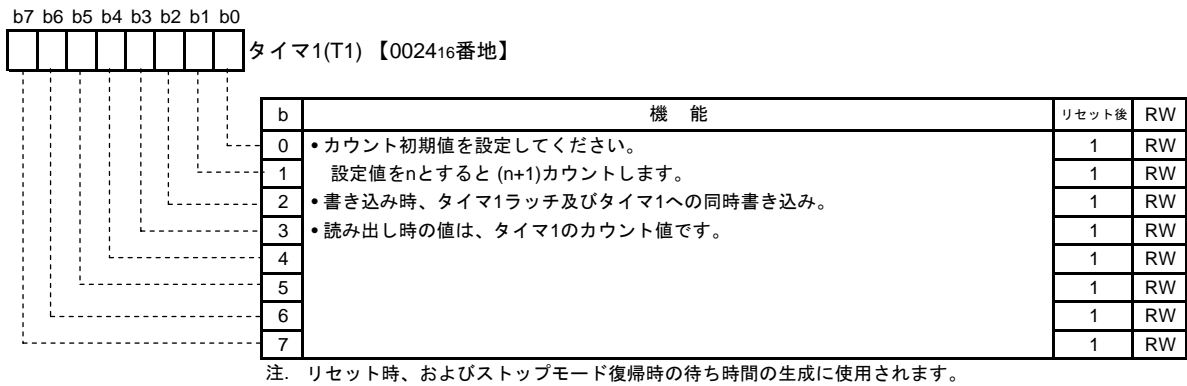 b7 b6 b5 b4 b3 b2 b1 b0
タイマ1(T1) 【002416番地】
b 機 能 リセット後 RW
0 •カウント初期値を設定してください。 1 RW
1 設定値をnとすると (n+1)カウントします。 1 RW
2 •書き込み時、タイマ1ラッチ及びタイマ1への同時書き込み。 1 RW
3 •読み出し時の値は、タイマ1のカウント値です。 1 RW
4 1 RW
5 1 RW
6 1 RW
7 1 RW
注. リセット時、およびストップモード復帰時の待ち時間の生成に使用されます。